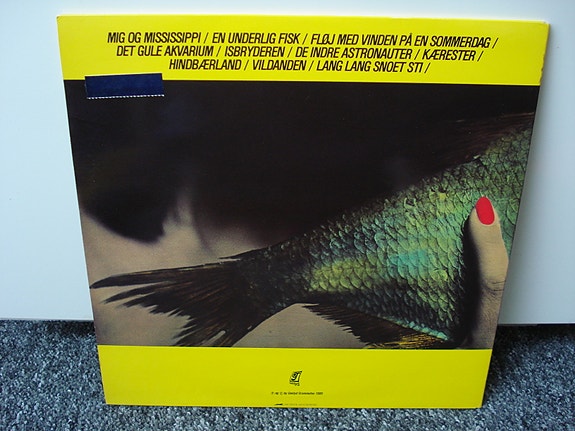 MIG OG MISSISSIPPI / EN UNDERLIG FISK / FLØJ MED VINDEN PÅ EN SOMMERDAG /
DET GULE AKVARIUM / ISBRYDEREN / DE INDRE ASTRONAUTER / KÆRESTER /
HINDBÆRLAND / VILDANDEN / LANG LANG SNOET STI /